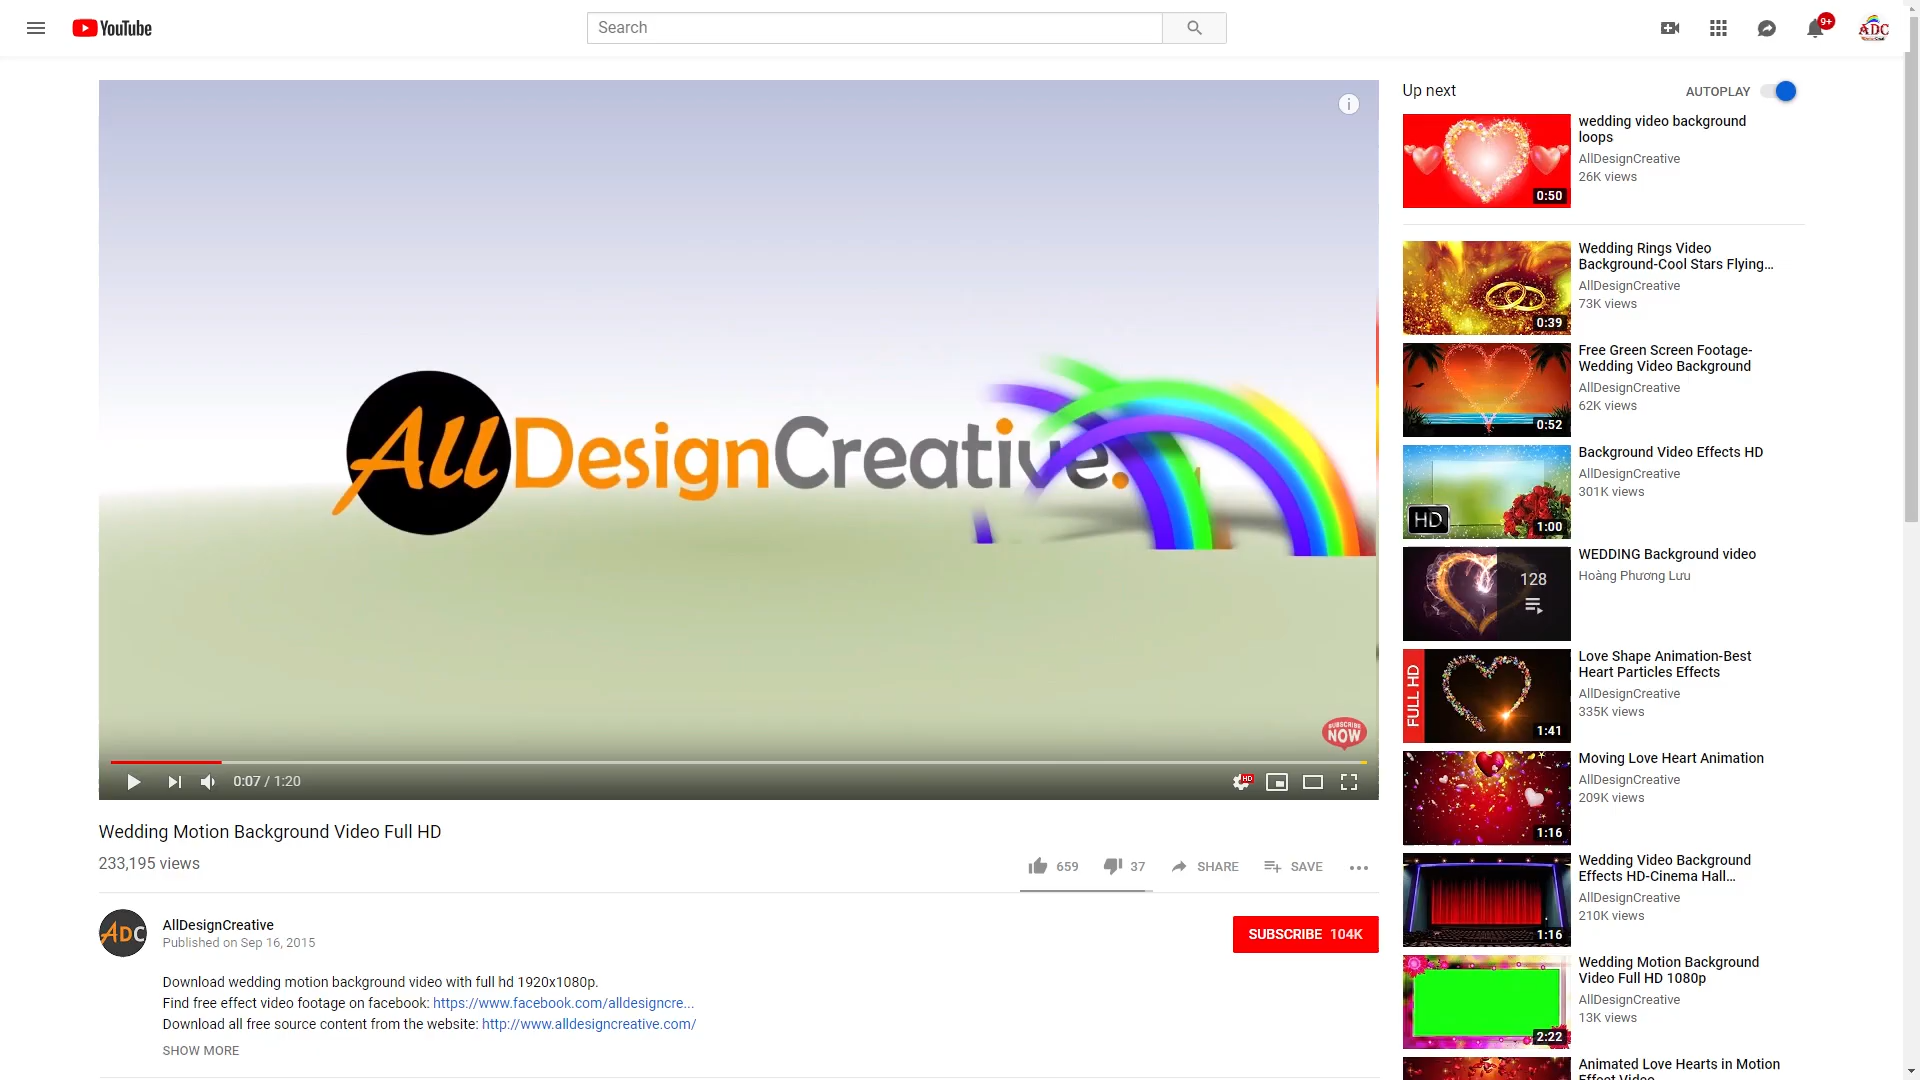 YouTube
Search
9+
ADC
AllDesignCreative.
SUBSCRIBE
NOW
0:07 / 1:20
HD
Wedding Motion Background Video Full HD
233,195 views
659
37
SHARE
SAVE
ADC
AllDesignCreative
Published on Sep 16, 2015
SUBSCRIBE 104K
Download wedding motion background video with full hd 1920x1080p.
Find free effect video footage on facebook: https://www.facebook.com/alldesigncre...
Download all free source content from the website: http://www.alldesigncreative.com/
SHOW MORE
Up next
AUTOPLAY
0:50
wedding video background
loops
AllDesignCreative
26K views
0:39
Wedding Rings Video
Background-Cool Stars Flying...
AllDesignCreative
73K views
0:52
Free Green Screen Footage-
Wedding Video Background
AllDesignCreative
62K views
HD
1:00
Background Video Effects HD
AllDesignCreative
301K views
128
WEDDING Background video
Hoàng Phương Lưu
FULL HD
1:41
Love Shape Animation-Best
Heart Particles Effects
AllDesignCreative
335K views
1:16
Moving Love Heart Animation
AllDesignCreative
209K views
1:16
Wedding Video Background
Effects HD-Cinema Hall...
AllDesignCreative
210K views
2:22
Wedding Motion Background
Video Full HD 1080p
AllDesignCreative
13K views
Animated Love Hearts in Motion
Effect Video